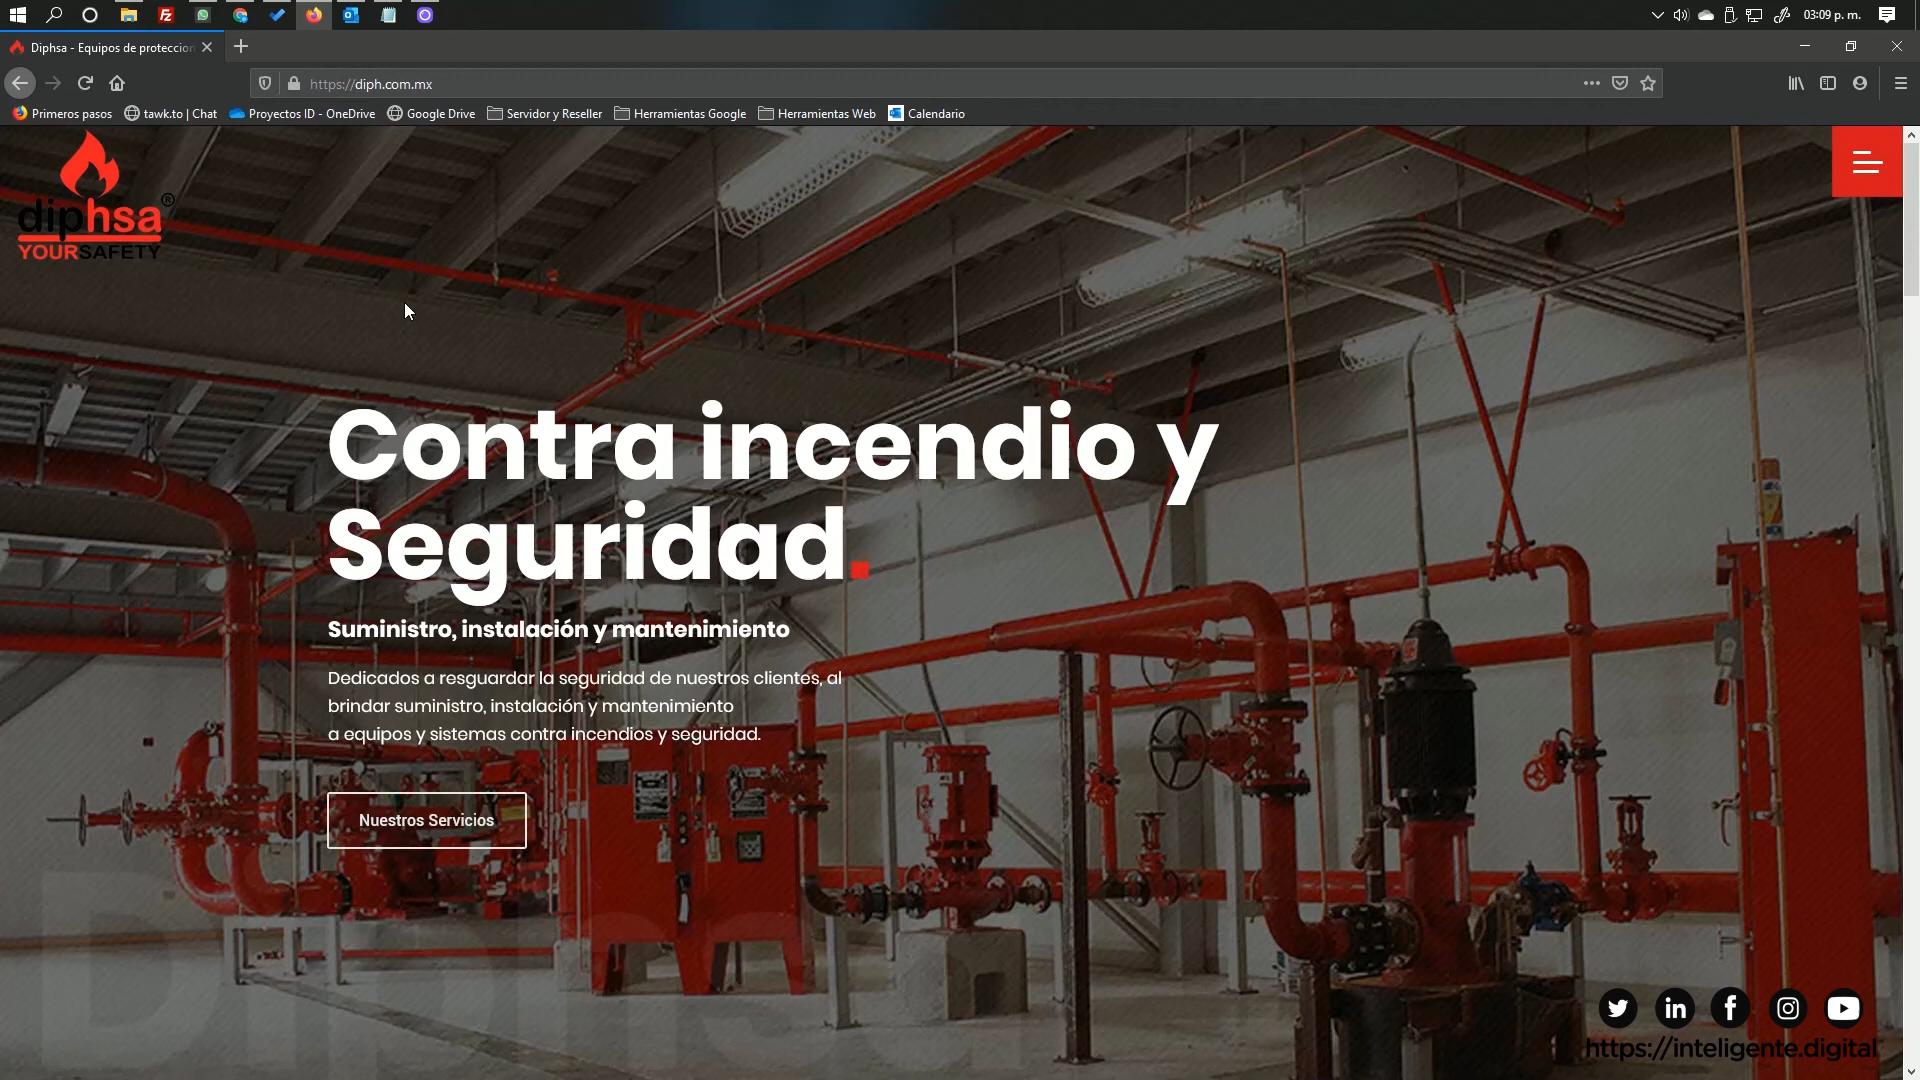 03:09 p. m.
Diphsa - Equipos de proteccion
https://diph.com.mx
Primeros pasos
tawk.to | Chat
Proyectos ID - OneDrive
Google Drive
Servidor y Reseller
Herramientas Google
Herramientas Web
Calendario
diphsa®
YOURSAFETY
Contra incendio y
Seguridad.
Suministro, instalación y mantenimiento
Dedicados a resguardar la seguridad de nuestros clientes, al
brindar suministro, instalación y mantenimiento
a equipos y sistemas contra incendios y seguridad.
Nuestros Servicios
Diphsa
https://inteligente.digital